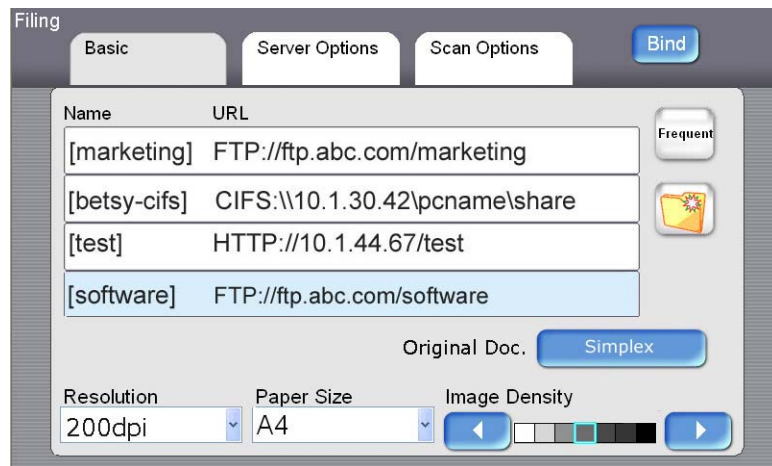 Filing
Basic Server Options Scan Options Bind
Name URL
Frequent
[marketing] FTP://ftp.abc.com/marketing
[betsy-cifs] CIFS:\\10.1.30.42\pcname\share
[test] HTTP://10.1.44.67/test
[software] FTP://ftp.abc.com/software
Original Doc. Simplex
Resolution Paper Size Image Density
200dpi A4